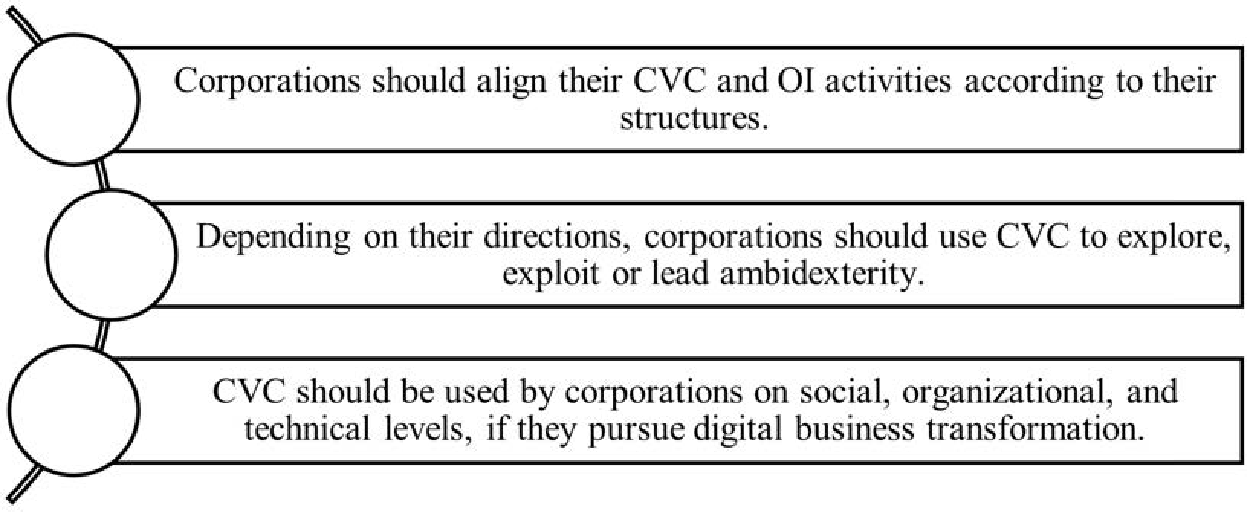 Corporations should align their CVC and OI activities according to their
structures.
Depending on their directions, corporations should use CVC to explore,
exploit or lead ambidexterity.
CVC should be used by corporations on social, organizational, and
technical levels, if they pursue digital business transformation.